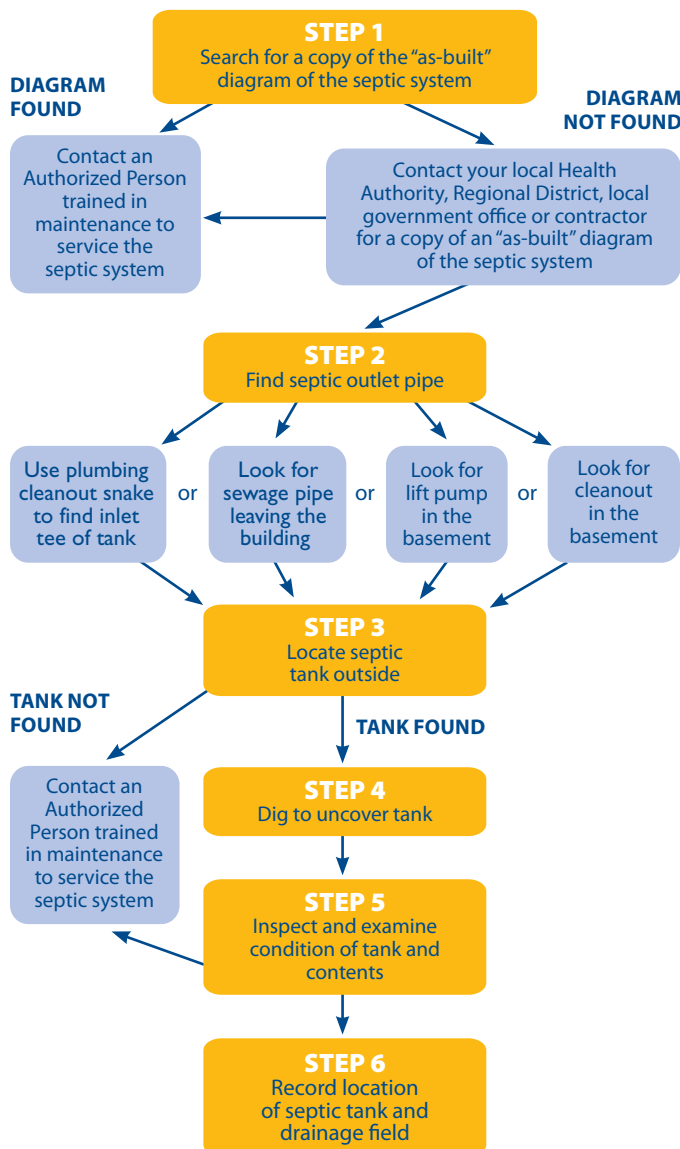 STEP 1
Search for a copy of the “as-built”
diagram of the septic system
DIAGRAM
FOUND
DIAGRAM
NOT FOUND
Contact an
Authorized Person
trained in
maintenance to
service the
septic system
Contact your local Health
Authority, Regional District, local
government office or contractor
for a copy of an “as-built” diagram
of the septic system
STEP 2
Find septic outlet pipe
Use plumbing
cleanout snake
to find inlet
tee of tank
or
Look for
sewage pipe
leaving the
building
or
Look for
lift pump
in the
basement
or
Look for
cleanout
in the
basement
STEP 3
Locate septic
tank outside
TANK NOT
FOUND
TANK FOUND
Contact an
Authorized
Person trained
in maintenance
to service the
septic system
STEP 4
Dig to uncover tank
STEP 5
Inspect and examine
condition of tank and
contents
STEP 6
Record location
of septic tank and
drainage field